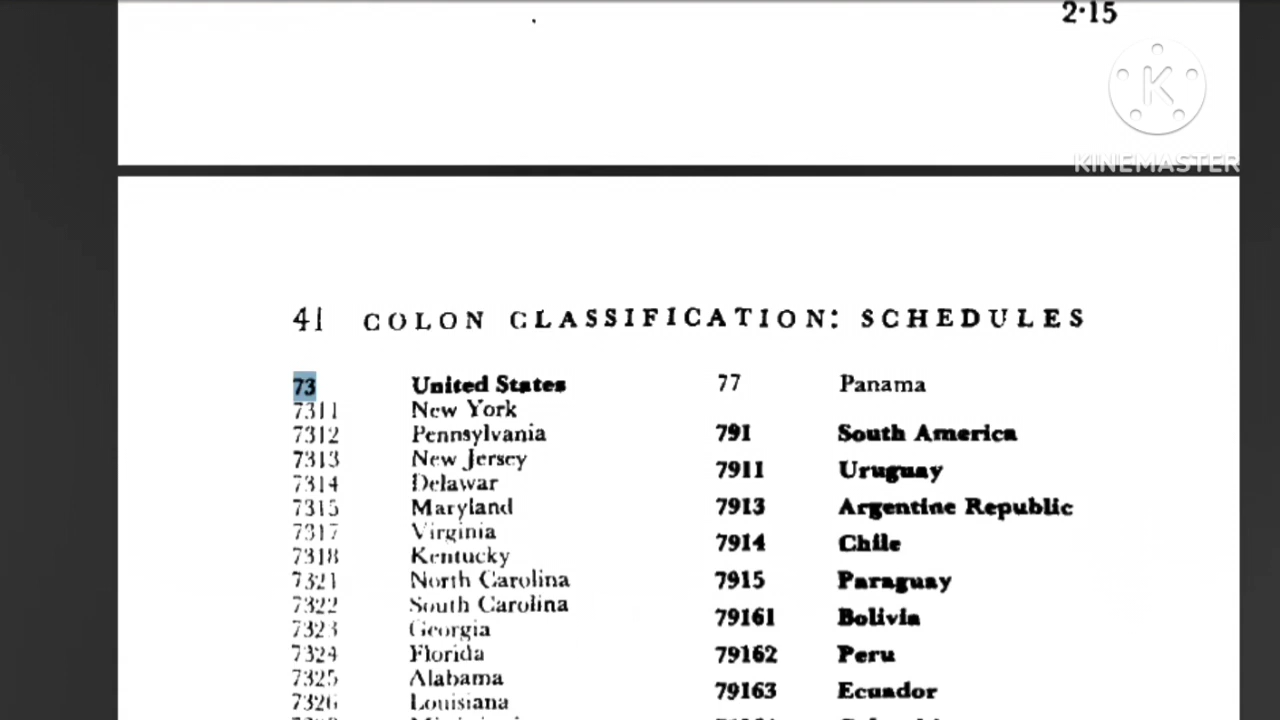 2·15
KINEMASTER
41 COLON CLASSIFICATION: SCHEDULES
73 United States
7311 New York
7312 Pennsylvania
7313 New Jersey
7314 Delawar
7315 Maryland
7317 Virginia
7318 Kentucky
7321 North Carolina
7322 South Carolina
7323 Georgia
7324 Florida
7325 Alabama
7326 Louisiana
77 Panama
791 South America
7911 Uruguay
7913 Argentine Republic
7914 Chile
7915 Paraguay
79161 Bolivia
79162 Peru
79163 Ecuador